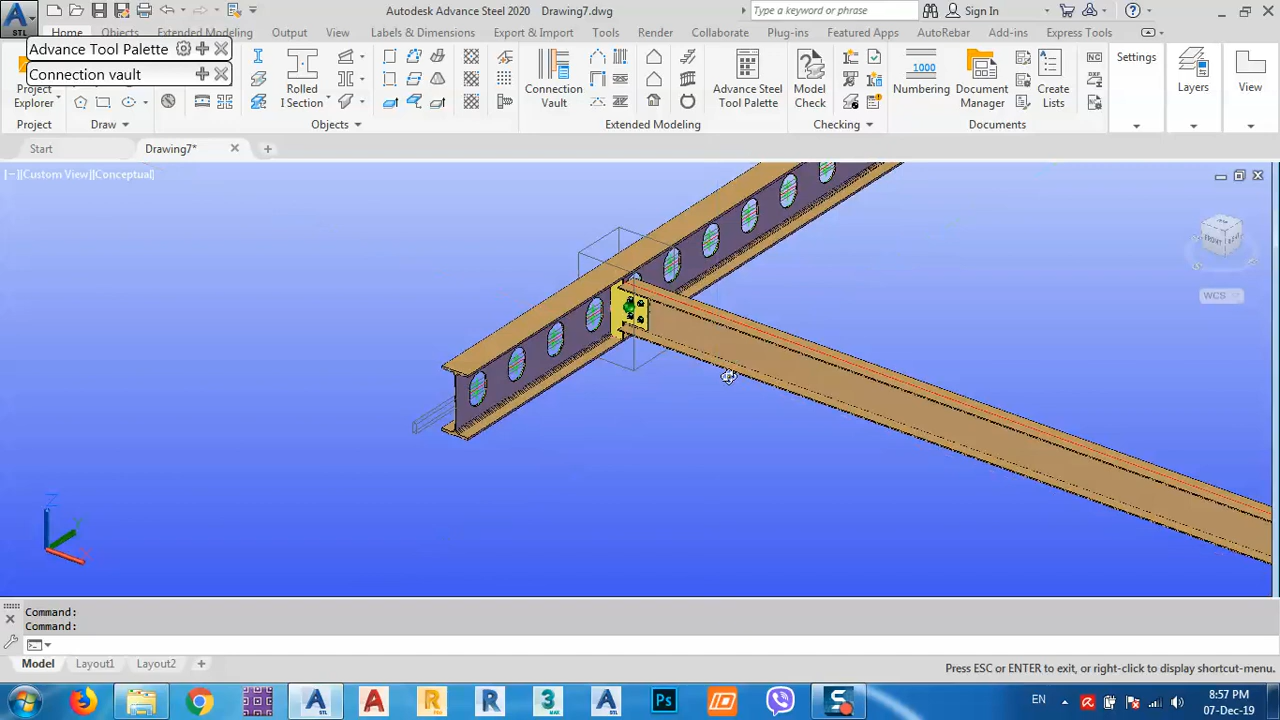 Autodesk Advance Steel 2020 Drawing7.dwg
Type a keyword or phrase
Sign In
STL
Home Objects Extended Modeling Output View Labels & Dimensions Export & Import Tools Render Collaborate Plug-ins Featured Apps AutoRebar Add-ins Express Tools
Advance Tool Palette
Connection vault
Project Explorer
Rolled I Section
Connection Vault
Advance Steel Tool Palette
Model Check
1000
Numbering
Document Manager
Create Lists
NC
Settings
Layers
View
Project Draw Objects Extended Modeling Checking Documents
Start Drawing7*
[−][Custom View][Conceptual]
TOP
FRONT
WCS
Z
Y
X
Command:
Command:
Model Layout1 Layout2
Press ESC or ENTER to exit, or right-click to display shortcut-menu.
EN
8:57 PM
07-Dec-19